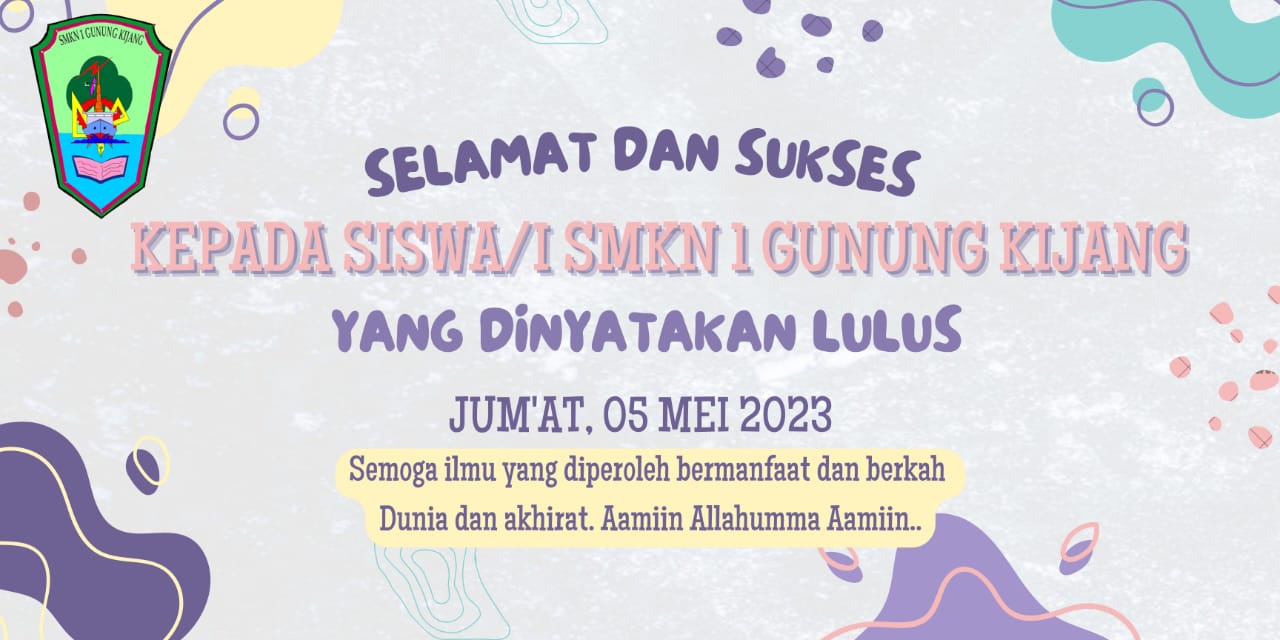 SMKN 1 GUNUNG KIJANG
SELAMAT DAN SUKSES
KEPADA SISWA/I SMKN 1 GUNUNG KIJANG
YANG DINYATAKAN LULUS
JUM'AT, 05 MEI 2023
Semoga ilmu yang diperoleh bermanfaat dan berkah
Dunia dan akhirat. Aamiin Allahumma Aamiin..